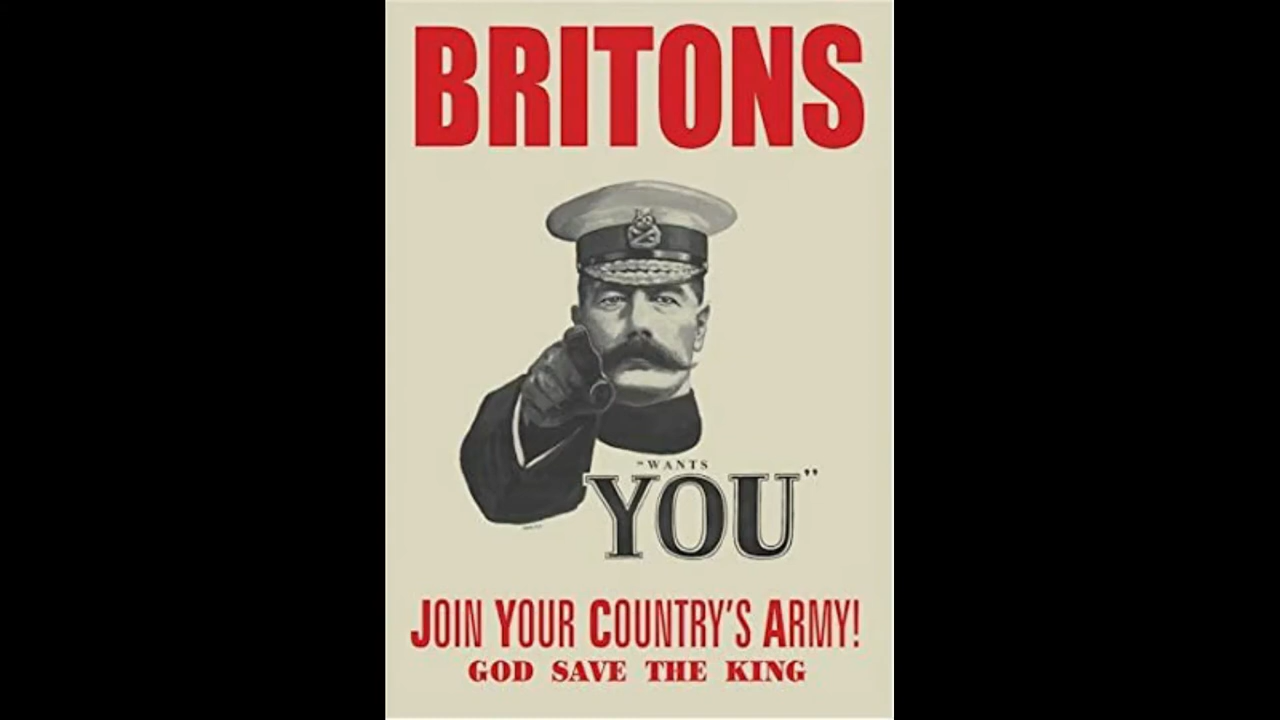 BRITONS
"WANTS
YOU"
JOIN YOUR COUNTRY'S ARMY!
GOD SAVE THE KING